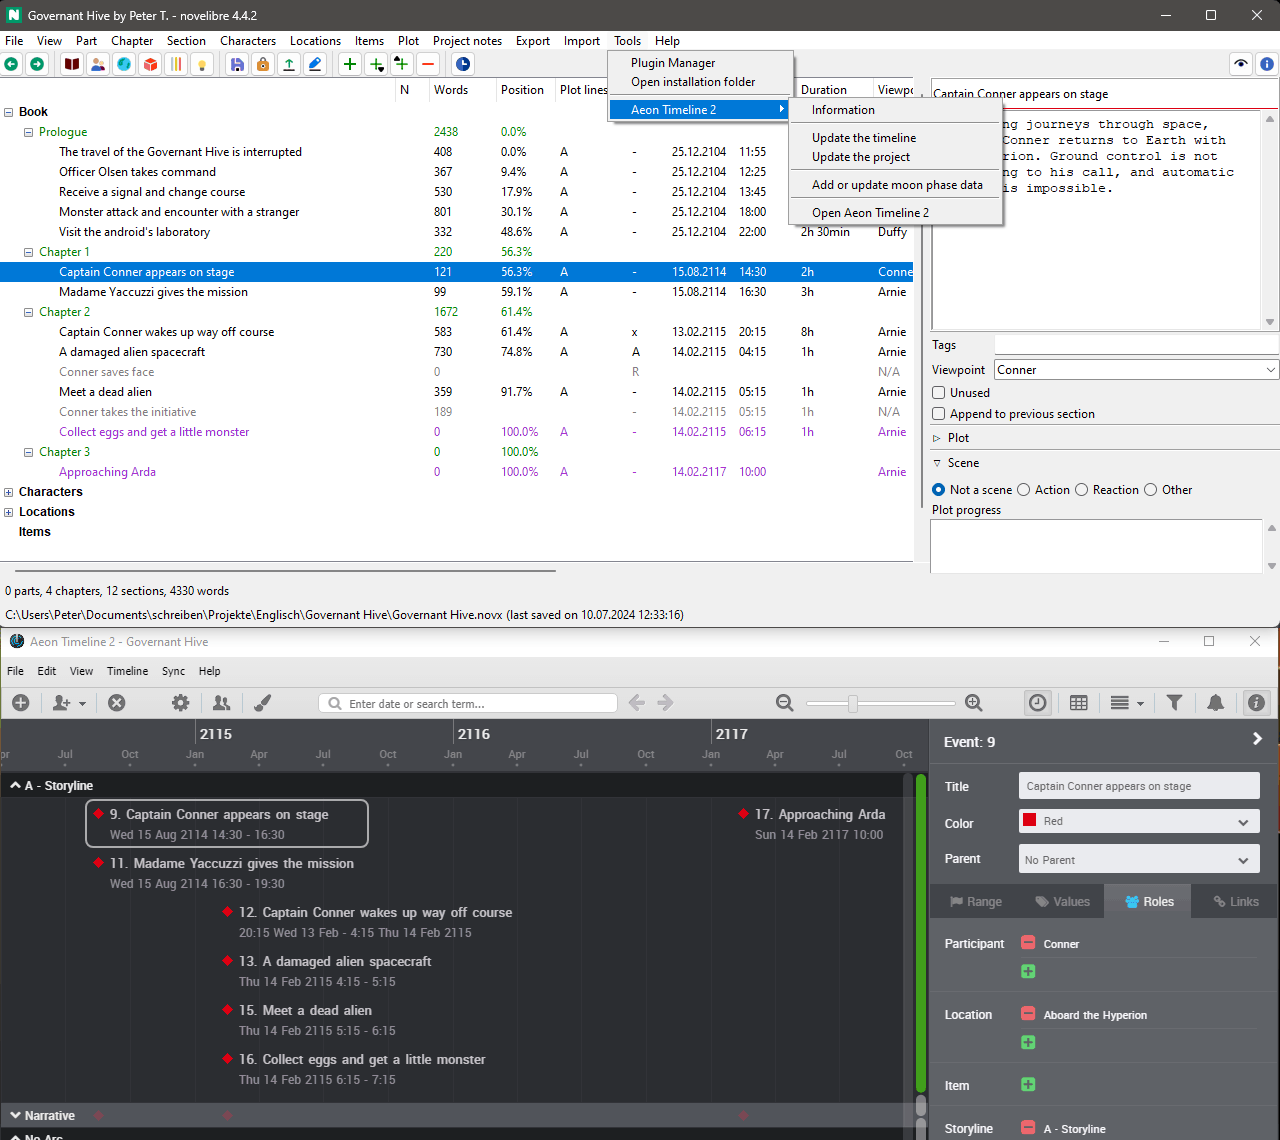 Governant Hive by Peter T. - novelibre 4.4.2
File View Part Chapter Section Characters Locations Items Plot Project notes Export Import Tools Help
Plugin Manager
Open installation folder
Aeon Timeline 2
Information
Update the timeline
Update the project
Add or update moon phase data
Open Aeon Timeline 2
N Words Position Plot lines Duration Viewp
Book
Prologue 2438 0.0%
The travel of the Governant Hive is interrupted 408 0.0% A - 25.12.2104 11:55
Officer Olsen takes command 367 9.4% A - 25.12.2104 12:25
Receive a signal and change course 530 17.9% A - 25.12.2104 13:45
Monster attack and encounter with a stranger 801 30.1% A - 25.12.2104 18:00
Visit the android's laboratory 332 48.6% A - 25.12.2104 22:00 2h 30min Duffy
Chapter 1 220 56.3%
Captain Conner appears on stage 121 56.3% A - 15.08.2114 14:30 2h Conne
Madame Yaccuzzi gives the mission 99 59.1% A - 15.08.2114 16:30 3h Arnie
Chapter 2 1672 61.4%
Captain Conner wakes up way off course 583 61.4% A x 13.02.2115 20:15 8h Arnie
A damaged alien spacecraft 730 74.8% A A 14.02.2115 04:15 1h Arnie
Conner saves face 0 R N/A
Meet a dead alien 359 91.7% A - 14.02.2115 05:15 1h Arnie
Conner takes the initiative 189 - 14.02.2115 05:15 1h N/A
Collect eggs and get a little monster 0 100.0% A - 14.02.2115 06:15 1h Arnie
Chapter 3 0 100.0%
Approaching Arda 0 100.0% A - 14.02.2117 10:00 Arnie
Characters
Locations
Items
Captain Conner appears on stage
ng journeys through space,
Conner returns to Earth with
rion. Ground control is not
ng to his call, and automatic
is impossible.
Tags
Viewpoint Conner
Unused
Append to previous section
Plot
Scene
Not a scene Action Reaction Other
Plot progress
0 parts, 4 chapters, 12 sections, 4330 words
C:\Users\Peter\Documents\schreiben\Projekte\Englisch\Governant Hive\Governant Hive.novx (last saved on 10.07.2024 12:33:16)
Aeon Timeline 2 - Governant Hive
File Edit View Timeline Sync Help
Enter date or search term...
2115 2116 2117
pr Jul Oct Jan Apr Jul Oct Jan Apr Jul Oct Jan Apr Jul Oct
A - Storyline
9. Captain Conner appears on stage
Wed 15 Aug 2114 14:30 - 16:30
17. Approaching Arda
Sun 14 Feb 2117 10:00
11. Madame Yaccuzzi gives the mission
Wed 15 Aug 2114 16:30 - 19:30
12. Captain Conner wakes up way off course
20:15 Wed 13 Feb - 4:15 Thu 14 Feb 2115
13. A damaged alien spacecraft
Thu 14 Feb 2115 4:15 - 5:15
15. Meet a dead alien
Thu 14 Feb 2115 5:15 - 6:15
16. Collect eggs and get a little monster
Thu 14 Feb 2115 6:15 - 7:15
Narrative
No Arc
Event: 9
Title Captain Conner appears on stage
Color Red
Parent No Parent
Range Values Roles Links
Participant Conner
Location Aboard the Hyperion
Item
Storyline A - Storyline